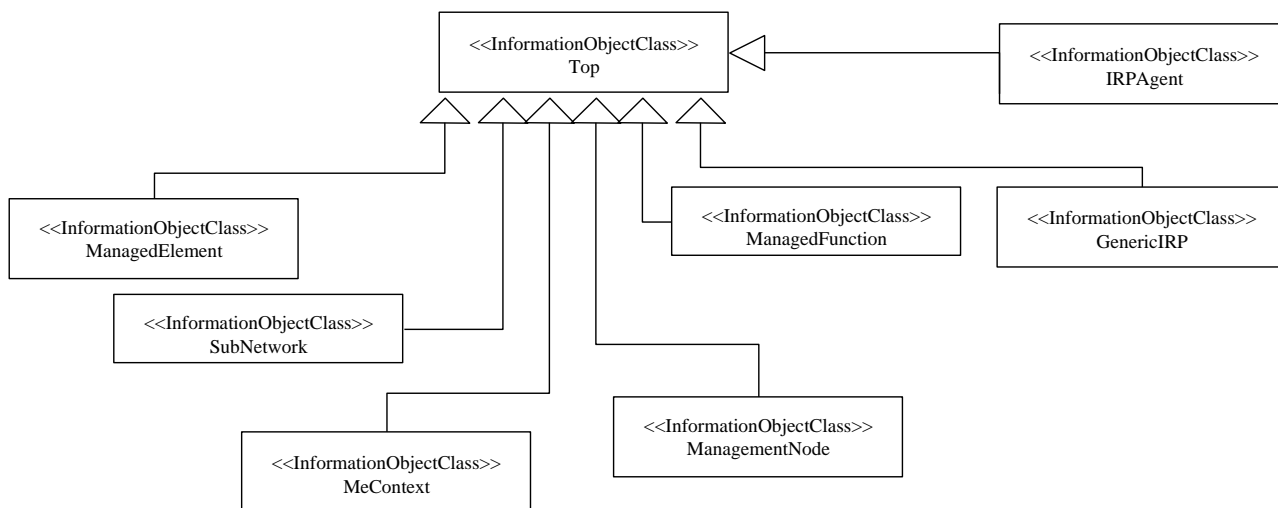 <<InformationObjectClass>>
Top
<<InformationObjectClass>>
IRPAgent
<<InformationObjectClass>>
ManagedElement
<<InformationObjectClass>>
ManagedFunction
<<InformationObjectClass>>
GenericIRP
<<InformationObjectClass>>
SubNetwork
<<InformationObjectClass>>
ManagementNode
<<InformationObjectClass>>
MeContext